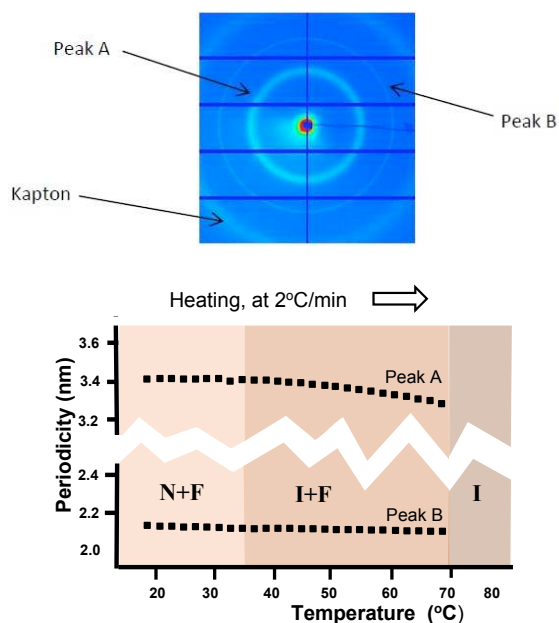 Peak A
Peak B
Kapton
Heating, at 2°C/min
Periodicity (nm)
3.6
3.4
3.2
2.4
2.2
2.0
Peak A
N+F
I+F
I
Peak B
20 30 40 50 60 70 80
Temperature (°C)